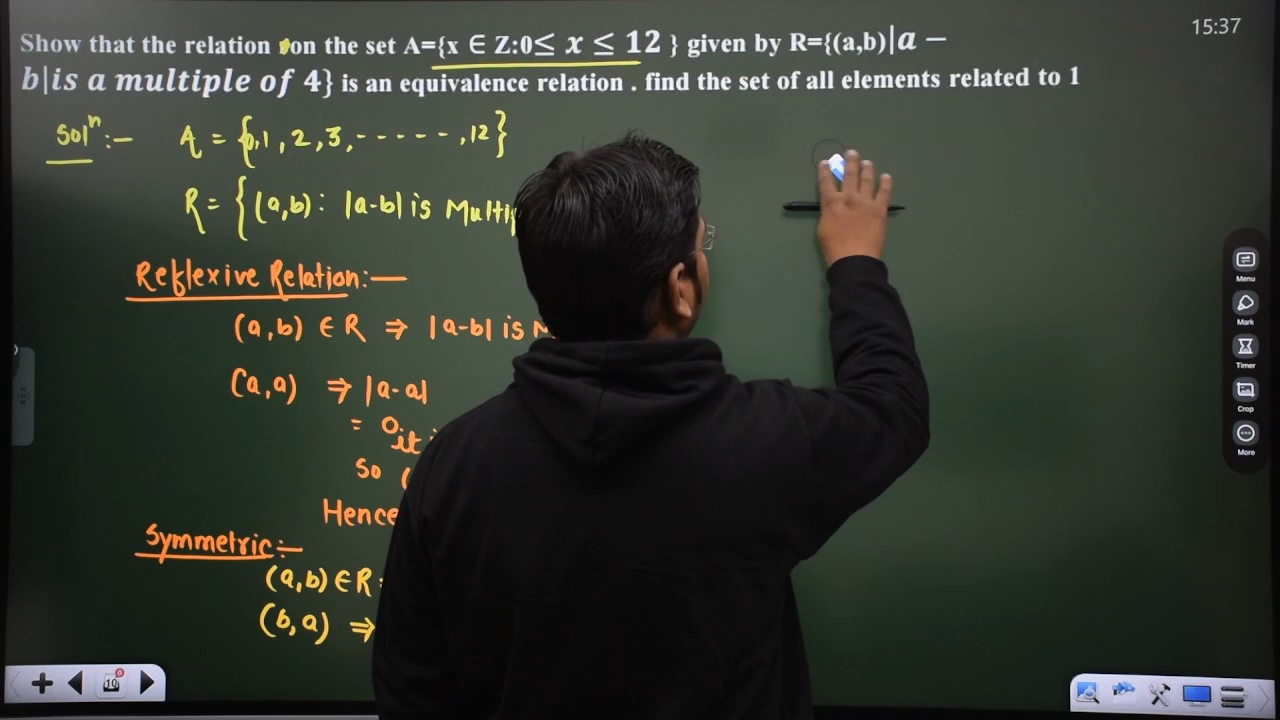 15:37
Show that the relation on the set A={x ∈ Z:0≤ x ≤ 12 } given by R={(a,b)|a −
b|is a multiple of 4} is an equivalence relation . find the set of all elements related to 1
Solⁿ:- A = {0,1,2,3,------,12}
R = {(a,b): |a-b| is
Reflexive Relation:—
(a,b) ∈ R ⇒ |a-b| is
(a,a) ⇒ |a-a|
= 0
it
So (
Hence
Symmetric:—
(a,b) ∈ R
(b,a) ⇒
Menu
Mark
Timer
Crop
More
10